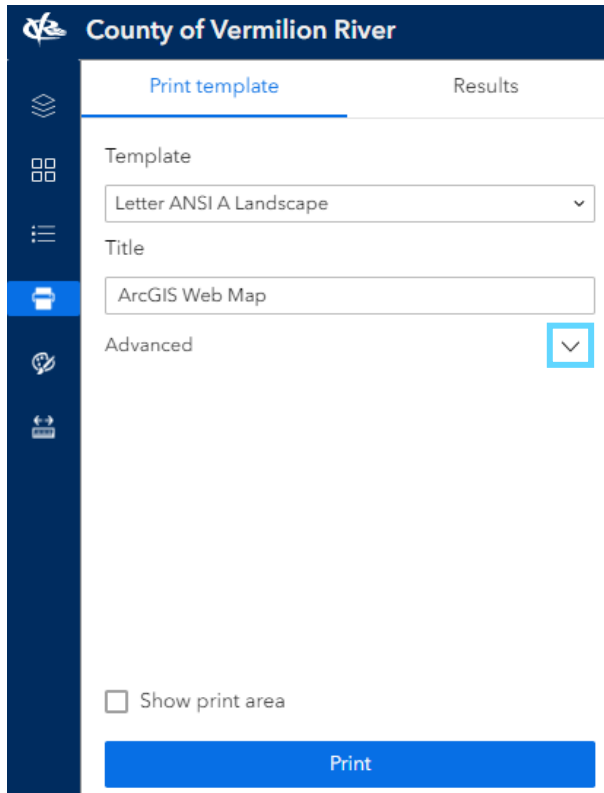 County of Vermilion River
Print template
Results
Template
Letter ANSI A Landscape
Title
ArcGIS Web Map
Advanced
Show print area
Print